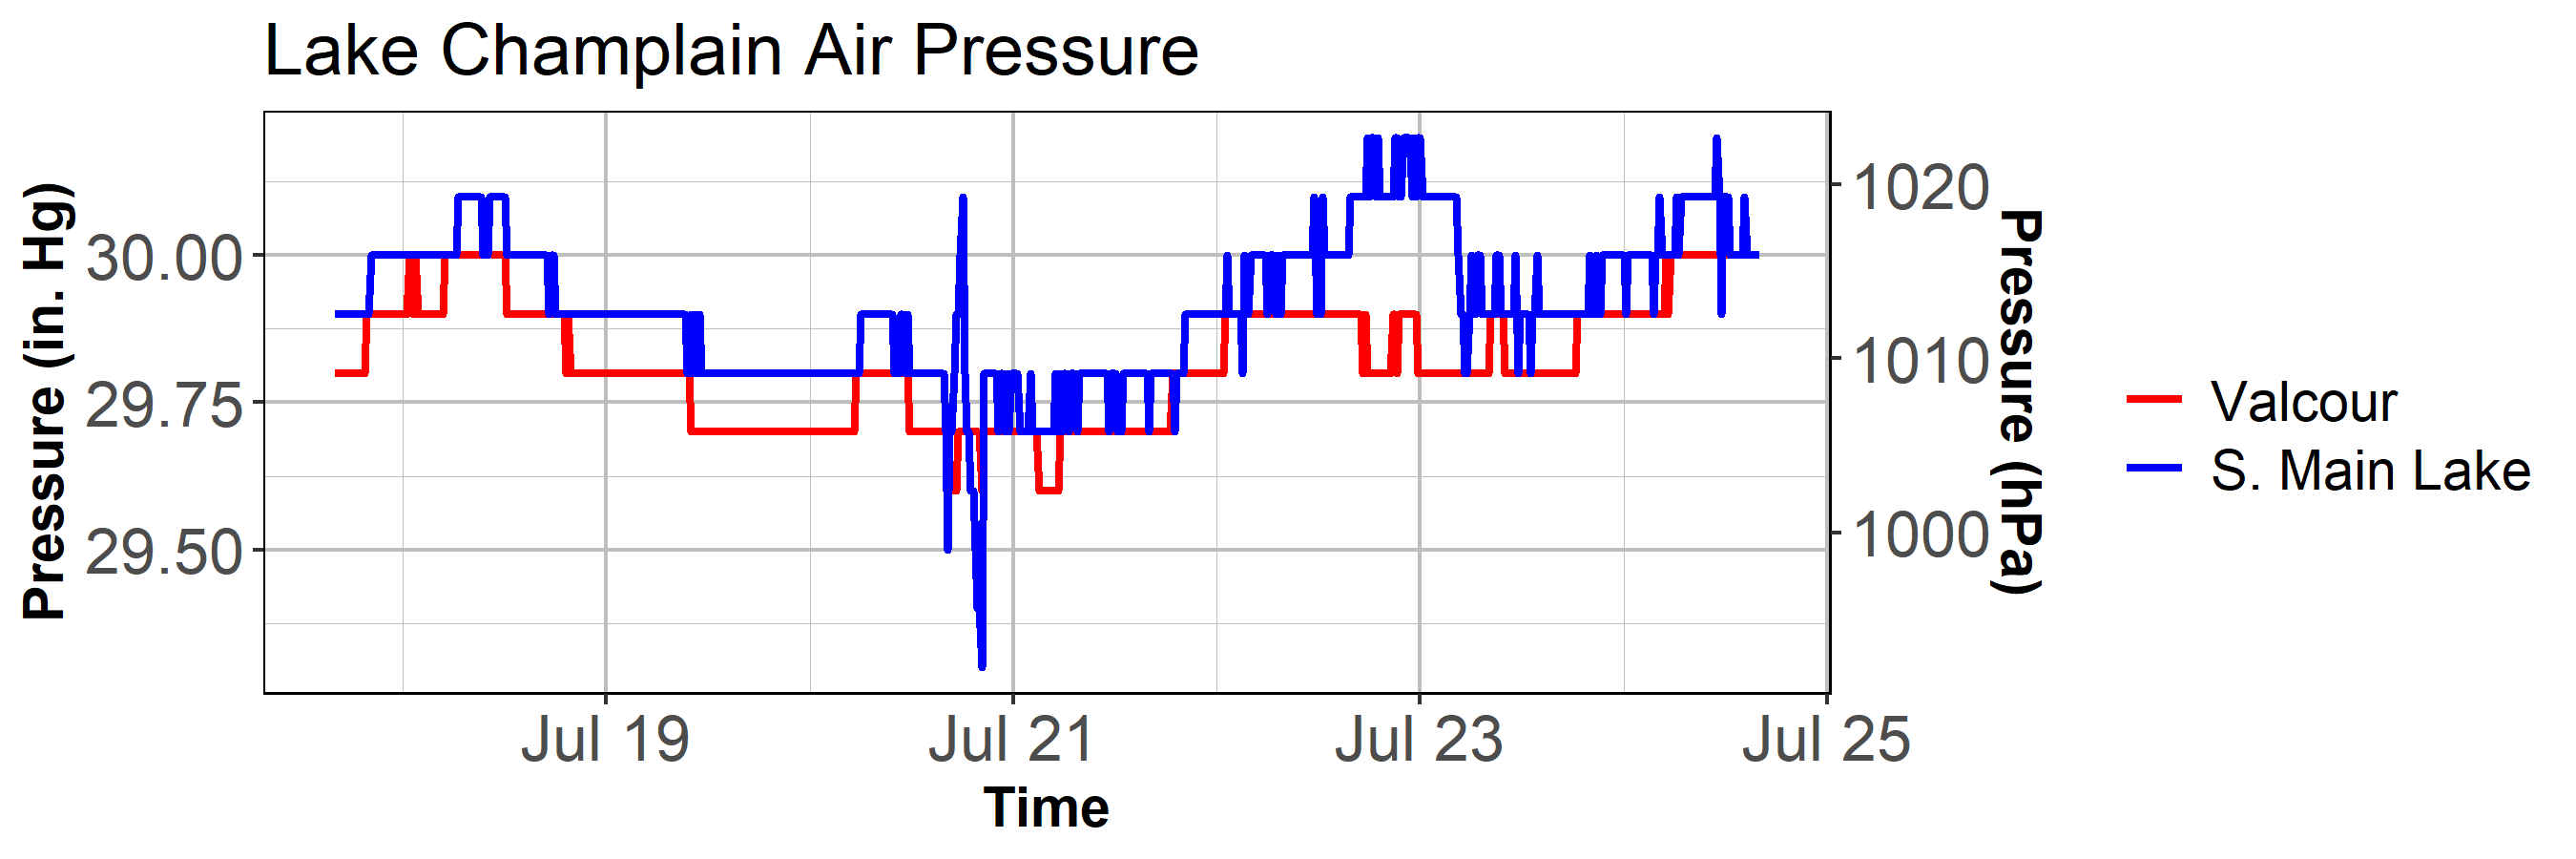 Lake Champlain Air Pressure
Pressure (in. Hg)
30.00
29.75
29.50
1020
1010
1000
Pressure (hPa)
Valcour
S. Main Lake
Jul 19
Jul 21
Jul 23
Jul 25
Time